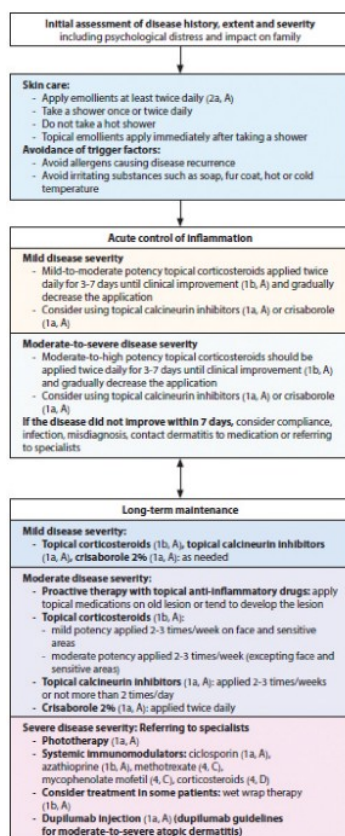 Initial assessment of disease history, extent and severity
including psychological distress and impact on family
Skin care:
- Apply emollients at least twice daily (2a, A)
- Take a shower once or twice daily
- Do not take a hot shower
- Topical emollients apply immediately after taking a shower
Avoidance of trigger factors:
- Avoid allergens causing disease recurrence
- Avoid irritating substances such as soap, fur coat, hot or cold
temperature
Acute control of inflammation
Mild disease severity
- Mild-to-moderate potency topical corticosteroids applied twice
daily for 3-7 days until clinical improvement (1b, A) and gradually
decrease the application
- Consider using topical calcineurin inhibitors (1a, A) or crisaborole
(1a, A)
Moderate-to-severe disease severity
- Moderate-to-high potency topical corticosteroids should be
applied twice daily for 3-7 days until clinical improvement (1b, A)
and gradually decrease the application
- Consider using topical calcineurin inhibitors (1a, A) or crisaborole
(1a, A)
If the disease did not improve within 7 days, consider compliance,
infection, misdiagnosis, contact dermatitis to medication or referring
to specialists
Long-term maintenance
Mild disease severity:
- Topical corticosteroids (1b, A), topical calcineurin inhibitors
(1a, A), crisaborole 2% (1a, A): as needed
Moderate disease severity:
- Proactive therapy with topical anti-inflammatory drugs: apply
topical medications on old lesion or tend to develop the lesion
- Topical corticosteroids (1b, A):
- mild potency applied 2-3 times/week on face and sensitive
areas
- moderate potency applied 2-3 times/week (excepting face and
sensitive areas)
- Topical calcineurin inhibitors (1a, A): applied 2-3 times/weeks
or not more than 2 times/day
- Crisaborole 2% (1a, A): applied twice daily
Severe disease severity: Referring to specialists
- Phototherapy (1a, A)
- Systemic immunomodulators: ciclosporin (1a, A),
azathioprine (1b, A), methotrexate (4, C),
mycophenolate mofetil (4, C), corticosteroids (4, D)
- Consider treatment in some patients: wet wrap therapy
(1b, A)
- Dupilumab injection (1a, A) (dupilumab guidelines
for moderate-to-severe atopic dermatitis)